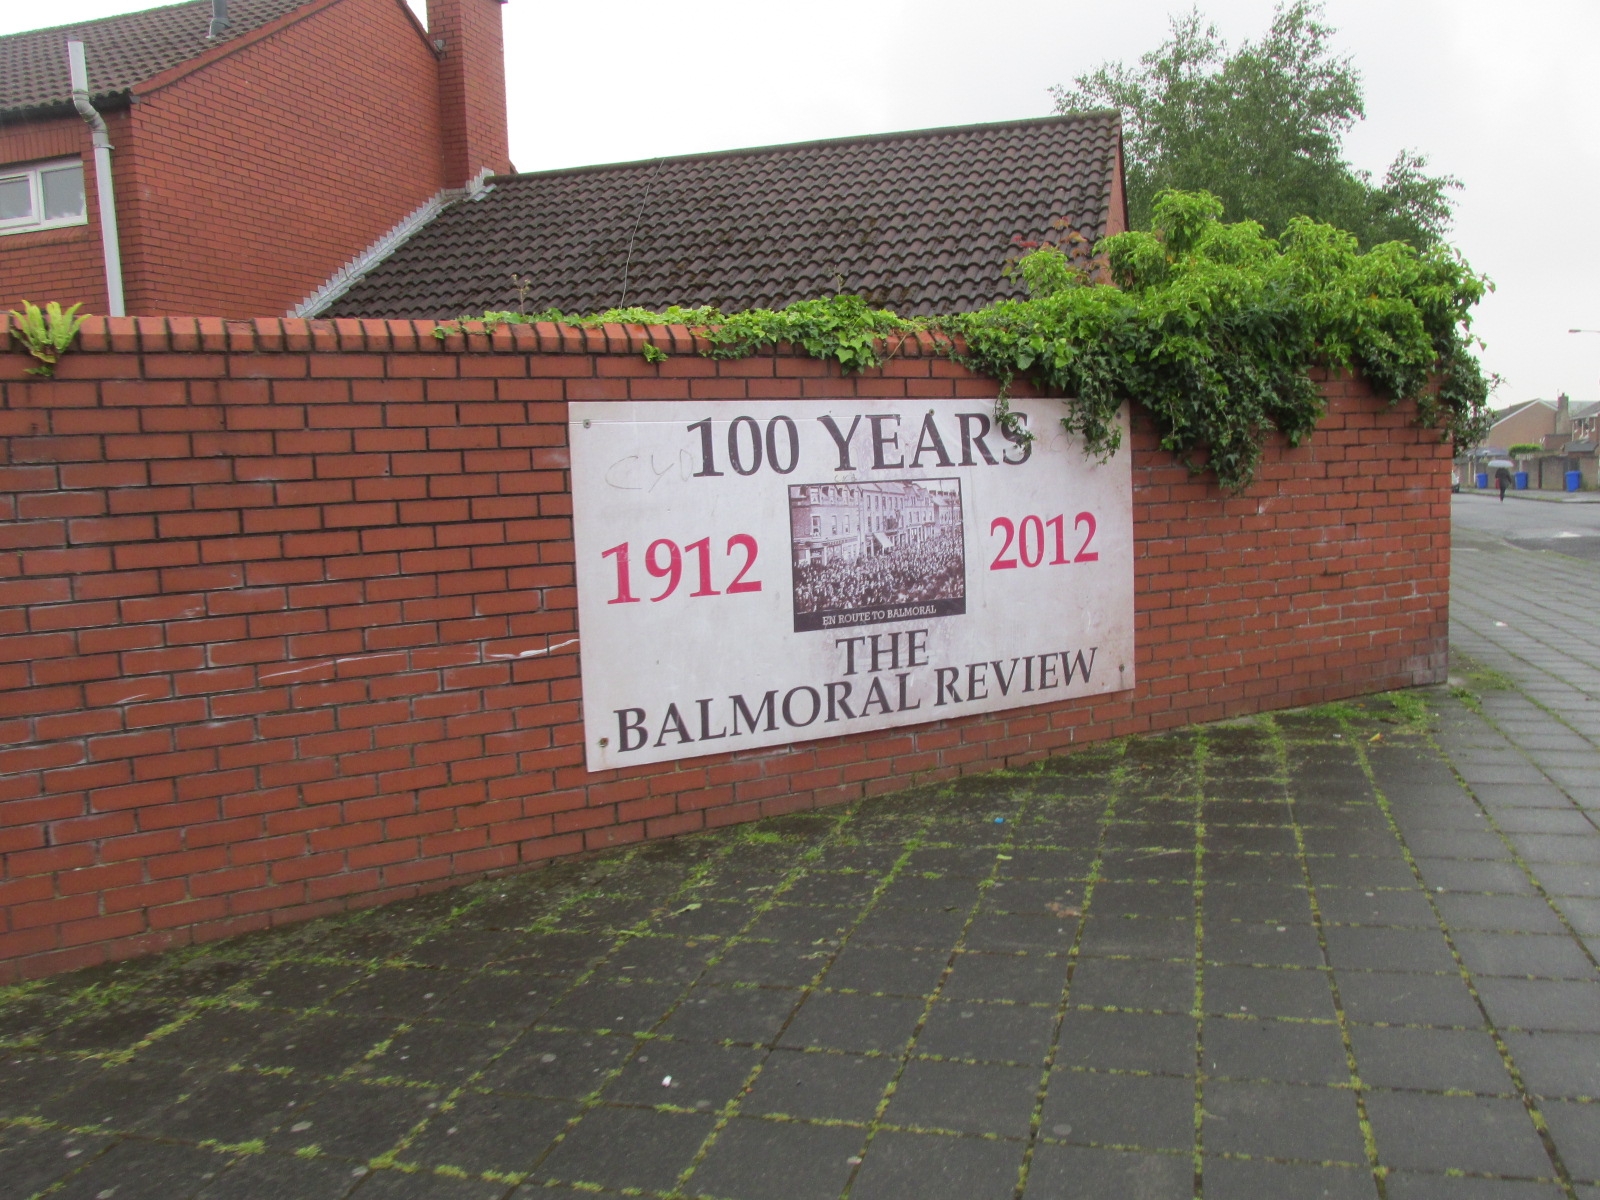 100 YEARS
1912
2012
EN ROUTE TO BALMORAL
THE
BALMORAL REVIEW